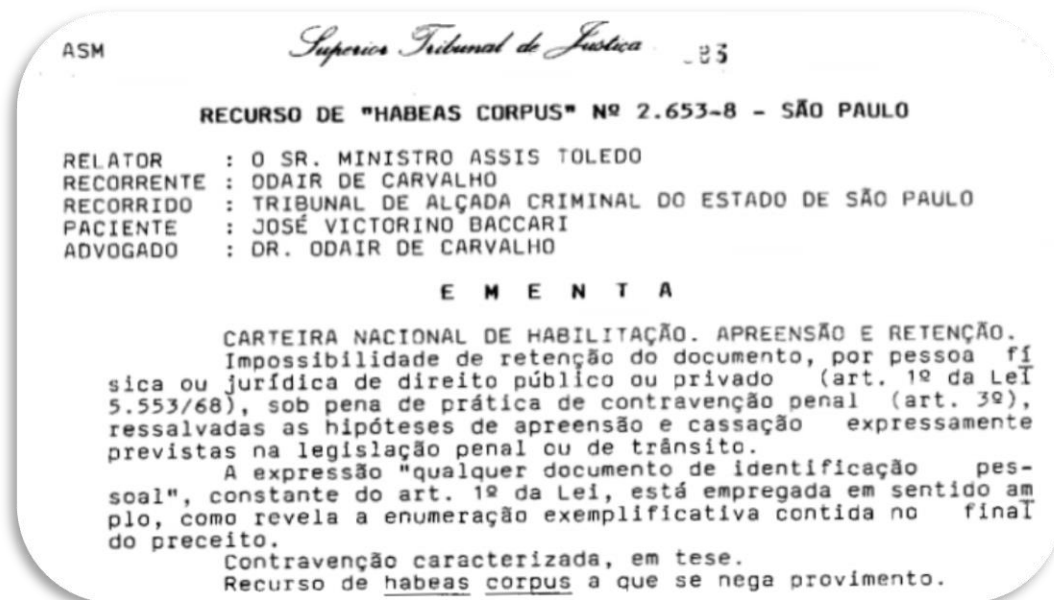 ASM Superior Tribunal de Justiça
RECURSO DE "HABEAS CORPUS" Nº 2.653-8 - SÃO PAULO
RELATOR : O SR. MINISTRO ASSIS TOLEDO
RECORRENTE : ODAIR DE CARVALHO
RECORRIDO : TRIBUNAL DE ALÇADA CRIMINAL DO ESTADO DE SÃO PAULO
PACIENTE : JOSÉ VICTORINO BACCARI
ADVOGADO : DR. ODAIR DE CARVALHO
E M E N T A
CARTEIRA NACIONAL DE HABILITAÇÃO. APREENSÃO E RETENÇÃO.
Impossibilidade de retenção do documento, por pessoa fí
sica ou jurídica de direito público ou privado (art. 1º da Lei
5.553/68), sob pena de prática de contravenção penal (art. 3º),
ressalvadas as hipóteses de apreensão e cassação expressamente
previstas na legislação penal ou de trânsito.
A expressão "qualquer documento de identificação pes-
soal", constante do art. 1º da Lei, está empregada em sentido am
plo, como revela a enumeração exemplificativa contida no final
do preceito.
Contravenção caracterizada, em tese.
Recurso de habeas corpus a que se nega provimento.